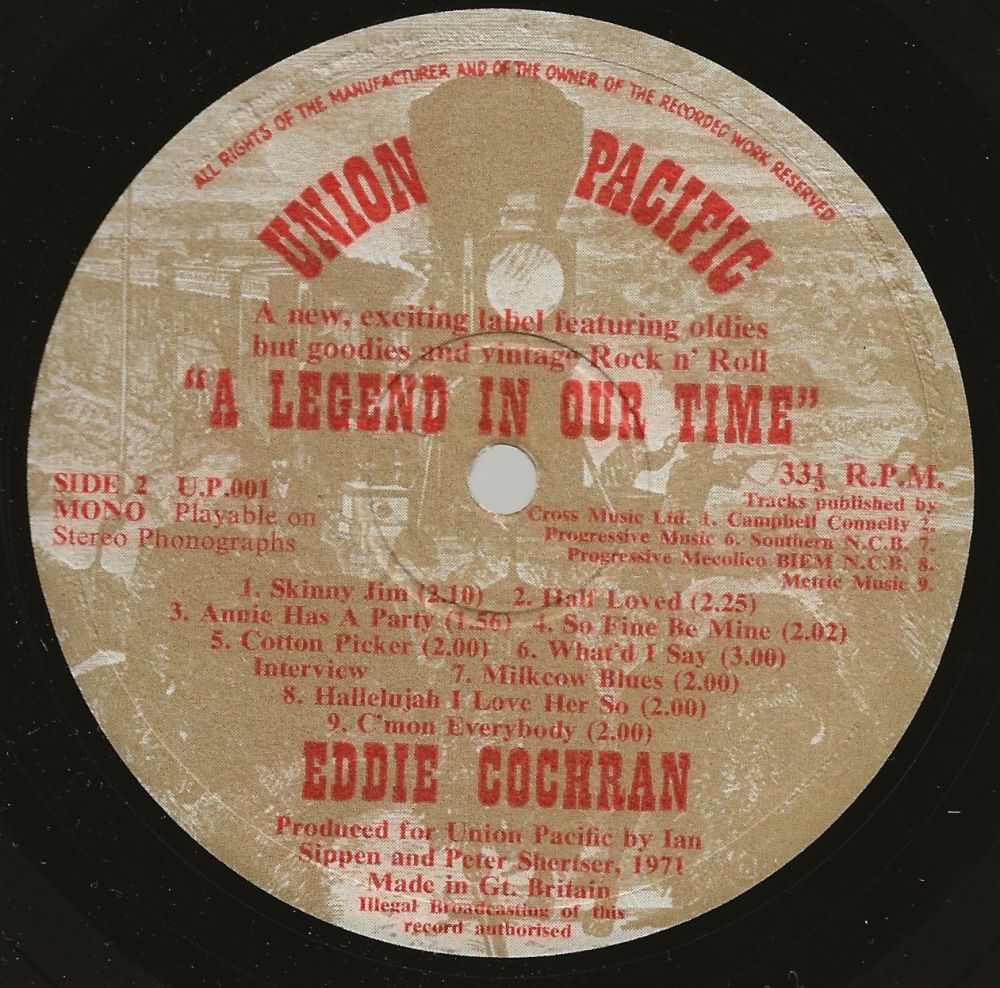 ALL RIGHTS OF THE MANUFACTURER AND OF THE OWNER OF THE RECORDED WORK RESERVED
UNION PACIFIC
A new, exciting label featuring oldies
but goodies and vintage Rock n' Roll
“A LEGEND IN OUR TIME”
SIDE 2 U.P.001
MONO Playable on
Stereo Phonographs
33⅓ R.P.M.
Tracks published by
Cross Music Ltd. 1. Campbell Connelly 2.
Progressive Music 6. Southern N.C.B. 7.
Progressive Mecolico BIEM N.C.B. 8.
Metric Music 9.
1. Skinny Jim (2.10) 2. Half Loved (2.25)
3. Annie Has A Party (1.56) 4. So Fine Be Mine (2.02)
5. Cotton Picker (2.00) 6. What'd I Say (3.00)
Interview 7. Milkcow Blues (2.00)
8. Hallelujah I Love Her So (2.00)
9. C'mon Everybody (2.00)
EDDIE COCHRAN
Produced for Union Pacific by Ian
Sippen and Peter Shertser, 1971
Made in Gt. Britain
Illegal Broadcasting of this
record authorised